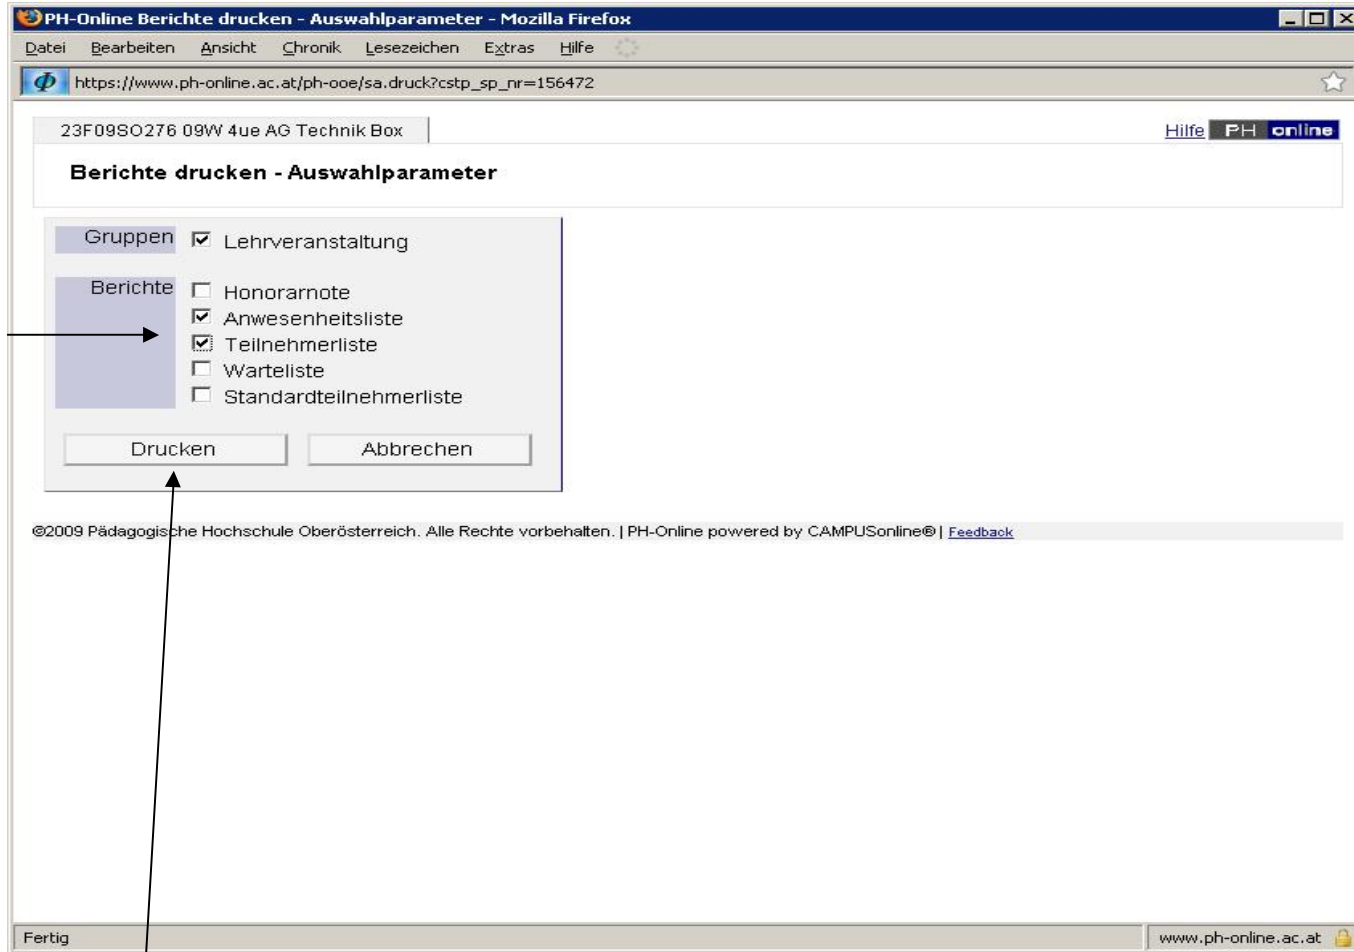 PH-Online Berichte drucken - Auswahlparameter - Mozilla Firefox
Datei Bearbeiten Ansicht Chronik Lesezeichen Extras Hilfe
https://www.ph-online.ac.at/ph-ooe/sa.druck?cstp_sp_nr=156472
23F09SO276 09W 4ue AG Technik Box
Hilfe PH online
Berichte drucken - Auswahlparameter
Gruppen Lehrveranstaltung
Berichte Honorarnote
Anwesenheitsliste
Teilnehmerliste
Warteliste
Standardteilnehmerliste
Drucken Abbrechen
©2009 Pädagogische Hochschule Oberösterreich. Alle Rechte vorbehalten. | PH-Online powered by CAMPUSonline® | Feedback
Fertig www.ph-online.ac.at